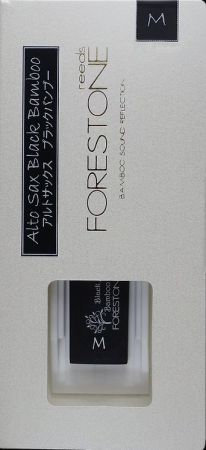 M
reeds
FORESTONE
BAMBOO SOUND REFLECTION
Alto Sax Black Bamboo
アルトサックス ブラックバンブー
Black
Bamboo
FORESTONE
M